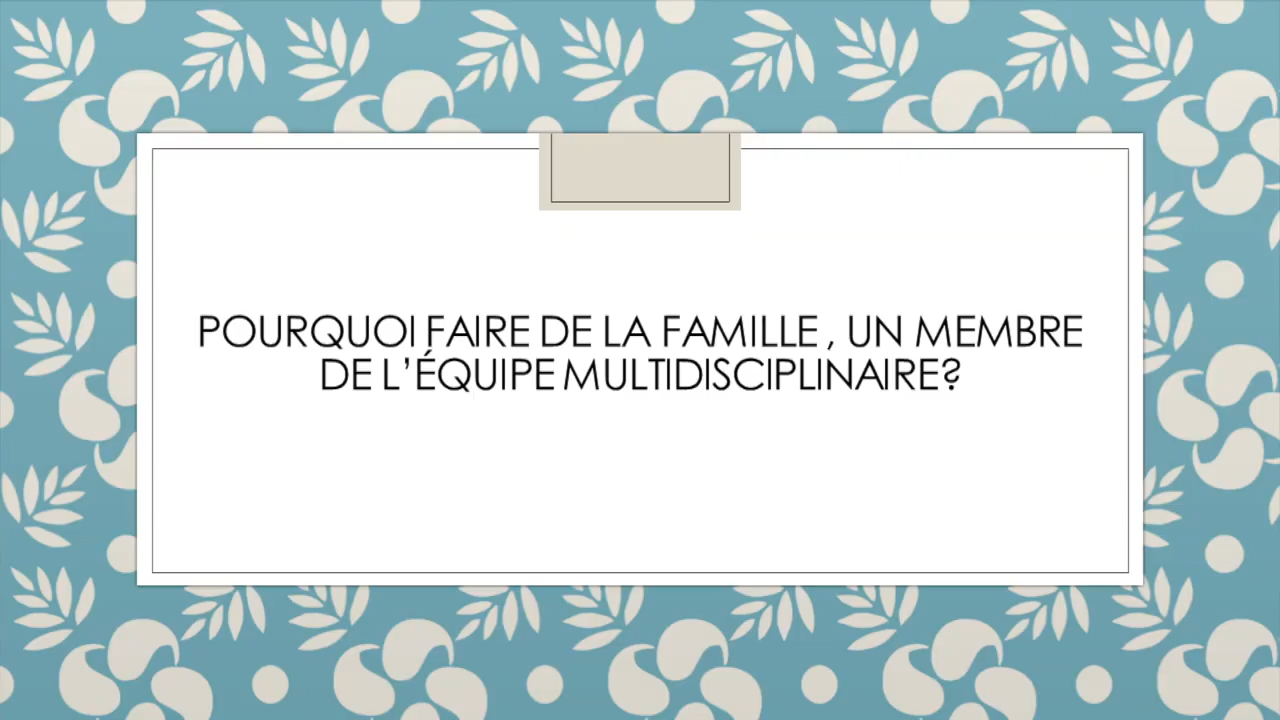 POURQUOI FAIRE DE LA FAMILLE , UN MEMBRE
DE L’ÉQUIPE MULTIDISCIPLINAIRE?